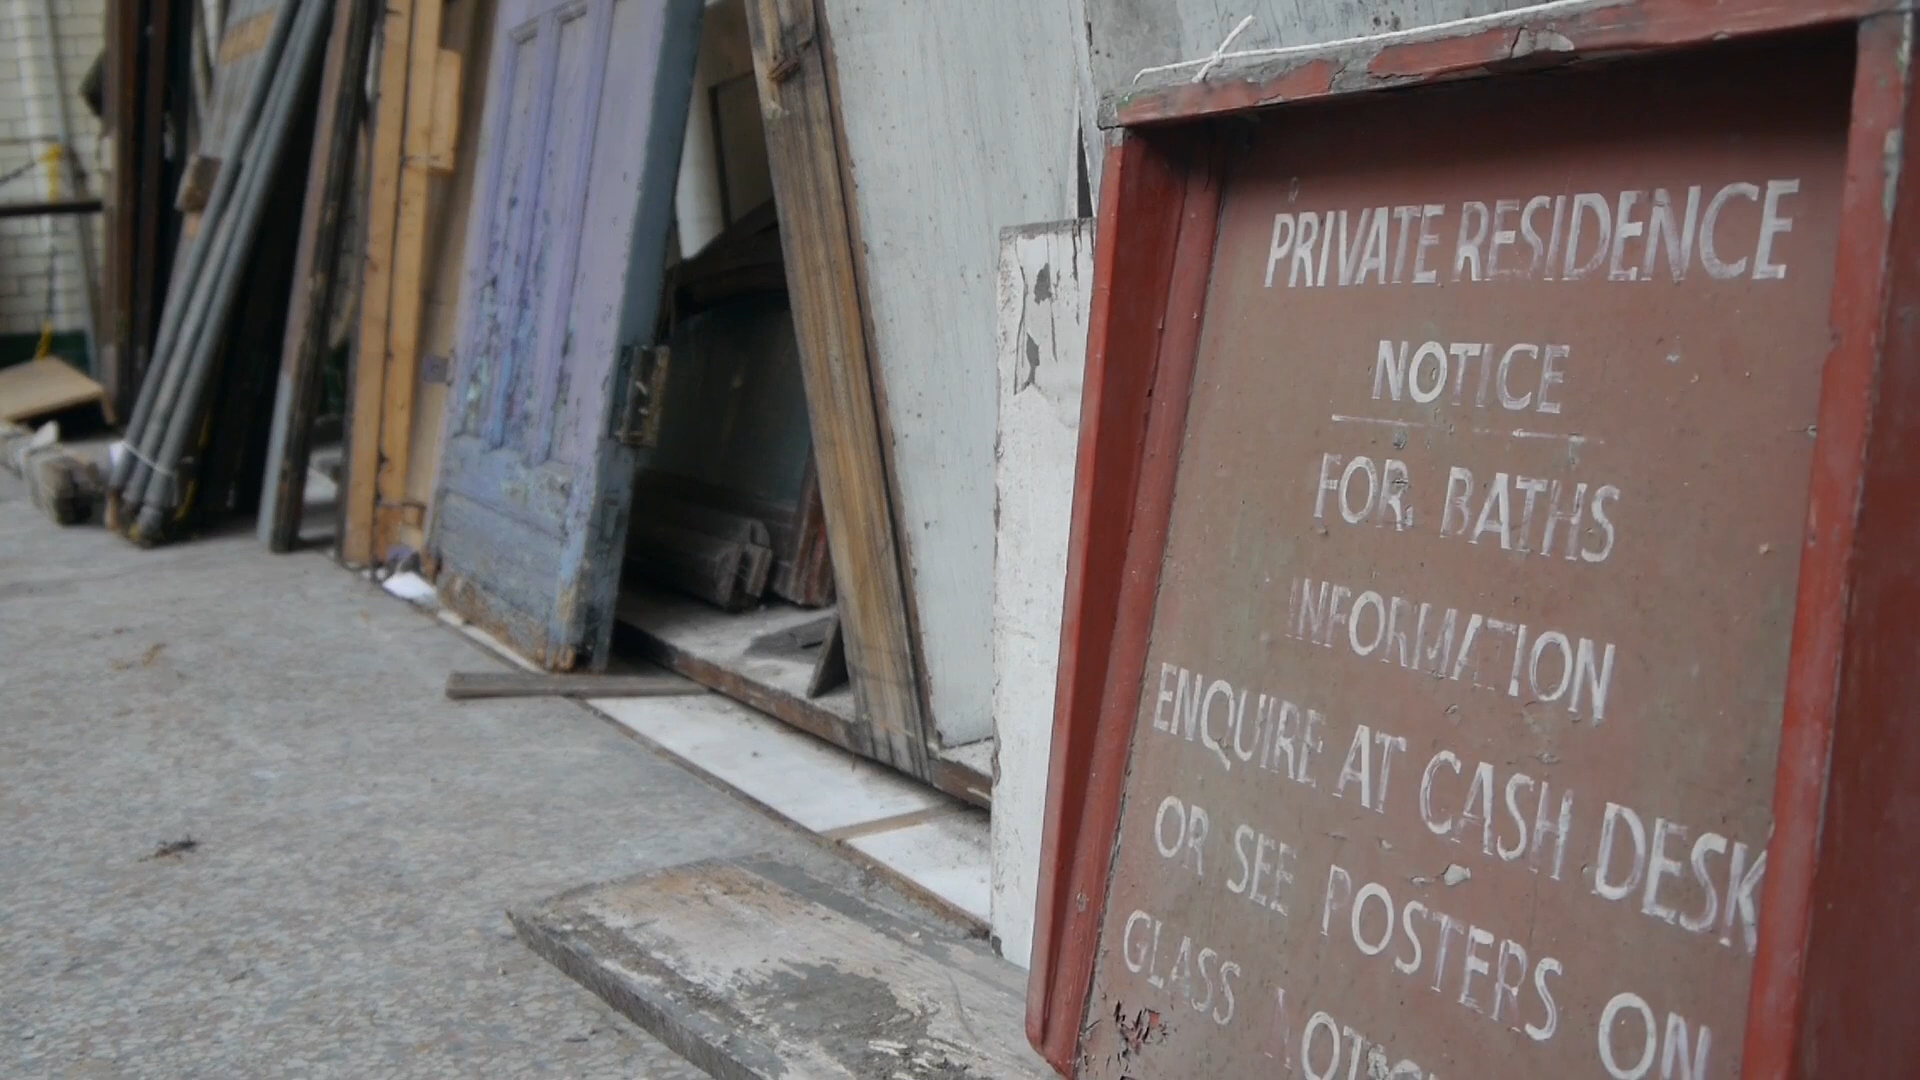 PRIVATE RESIDENCE
NOTICE
FOR BATHS
INFORMATION
ENQUIRE AT CASH DESK
OR SEE POSTERS ON
GLASS